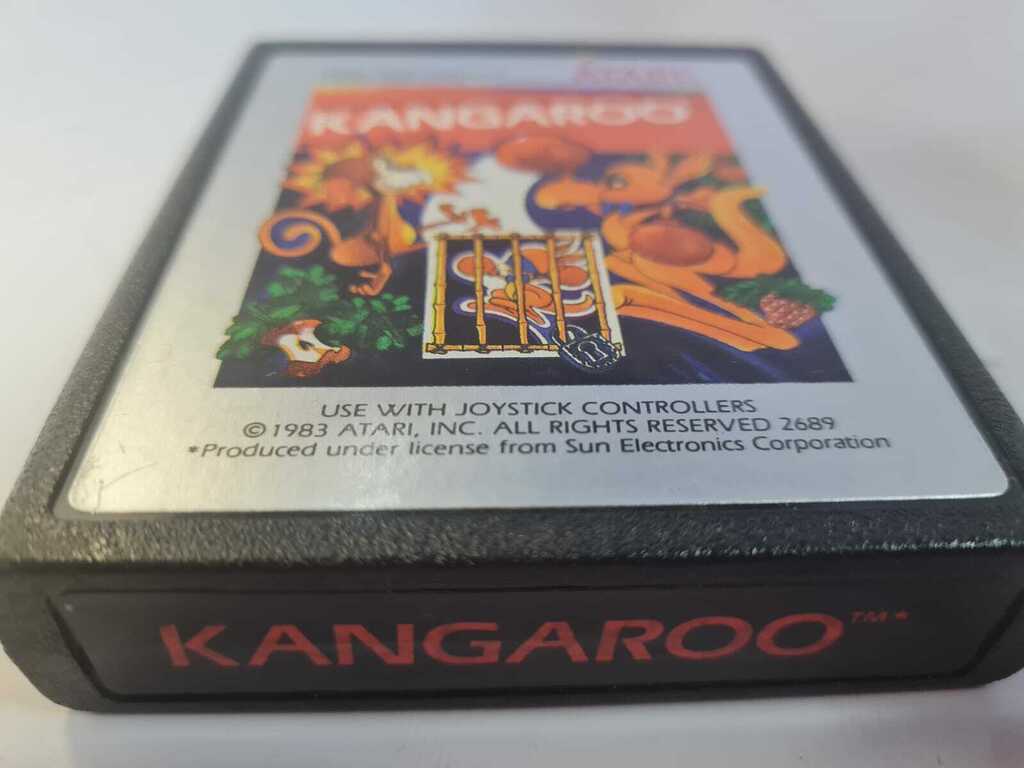 KANGAROO
USE WITH JOYSTICK CONTROLLERS
© 1983 ATARI, INC. ALL RIGHTS RESERVED 2689
*Produced under license from Sun Electronics Corporation
KANGAROO™*